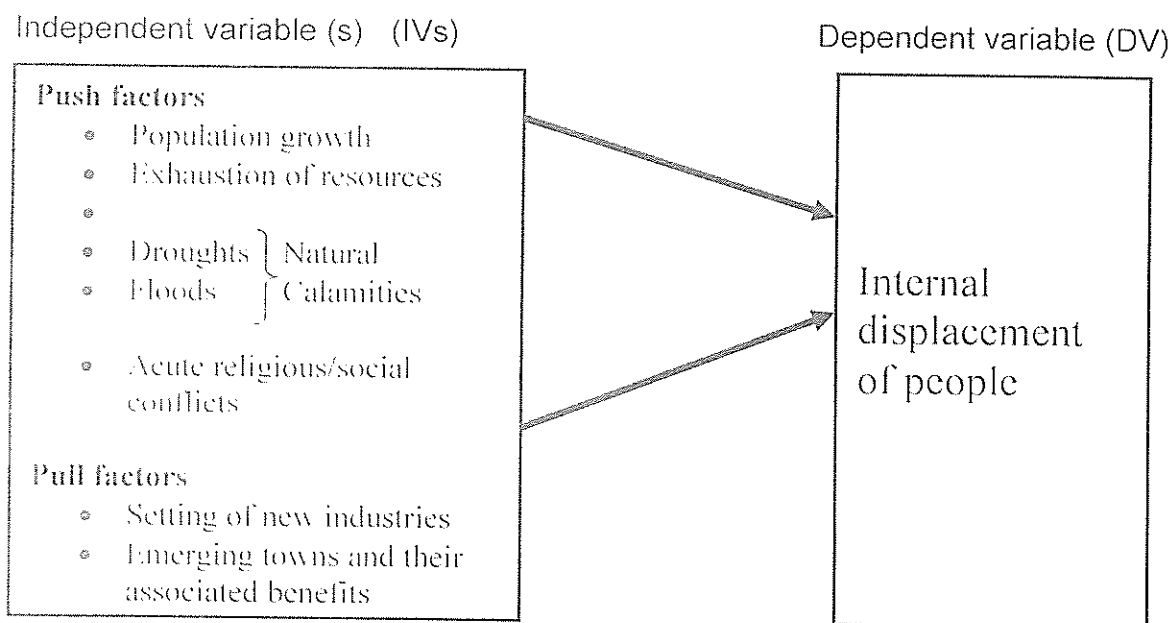 Independent variable (s) (IVs)
Dependent variable (DV)
Push factors
Population growth
Exhaustion of resources
Droughts Natural
Floods Calamities
Acute religious/social
conflicts
Pull factors
Setting of new industries
Emerging towns and their
associated benefits
Internal
displacement
of people